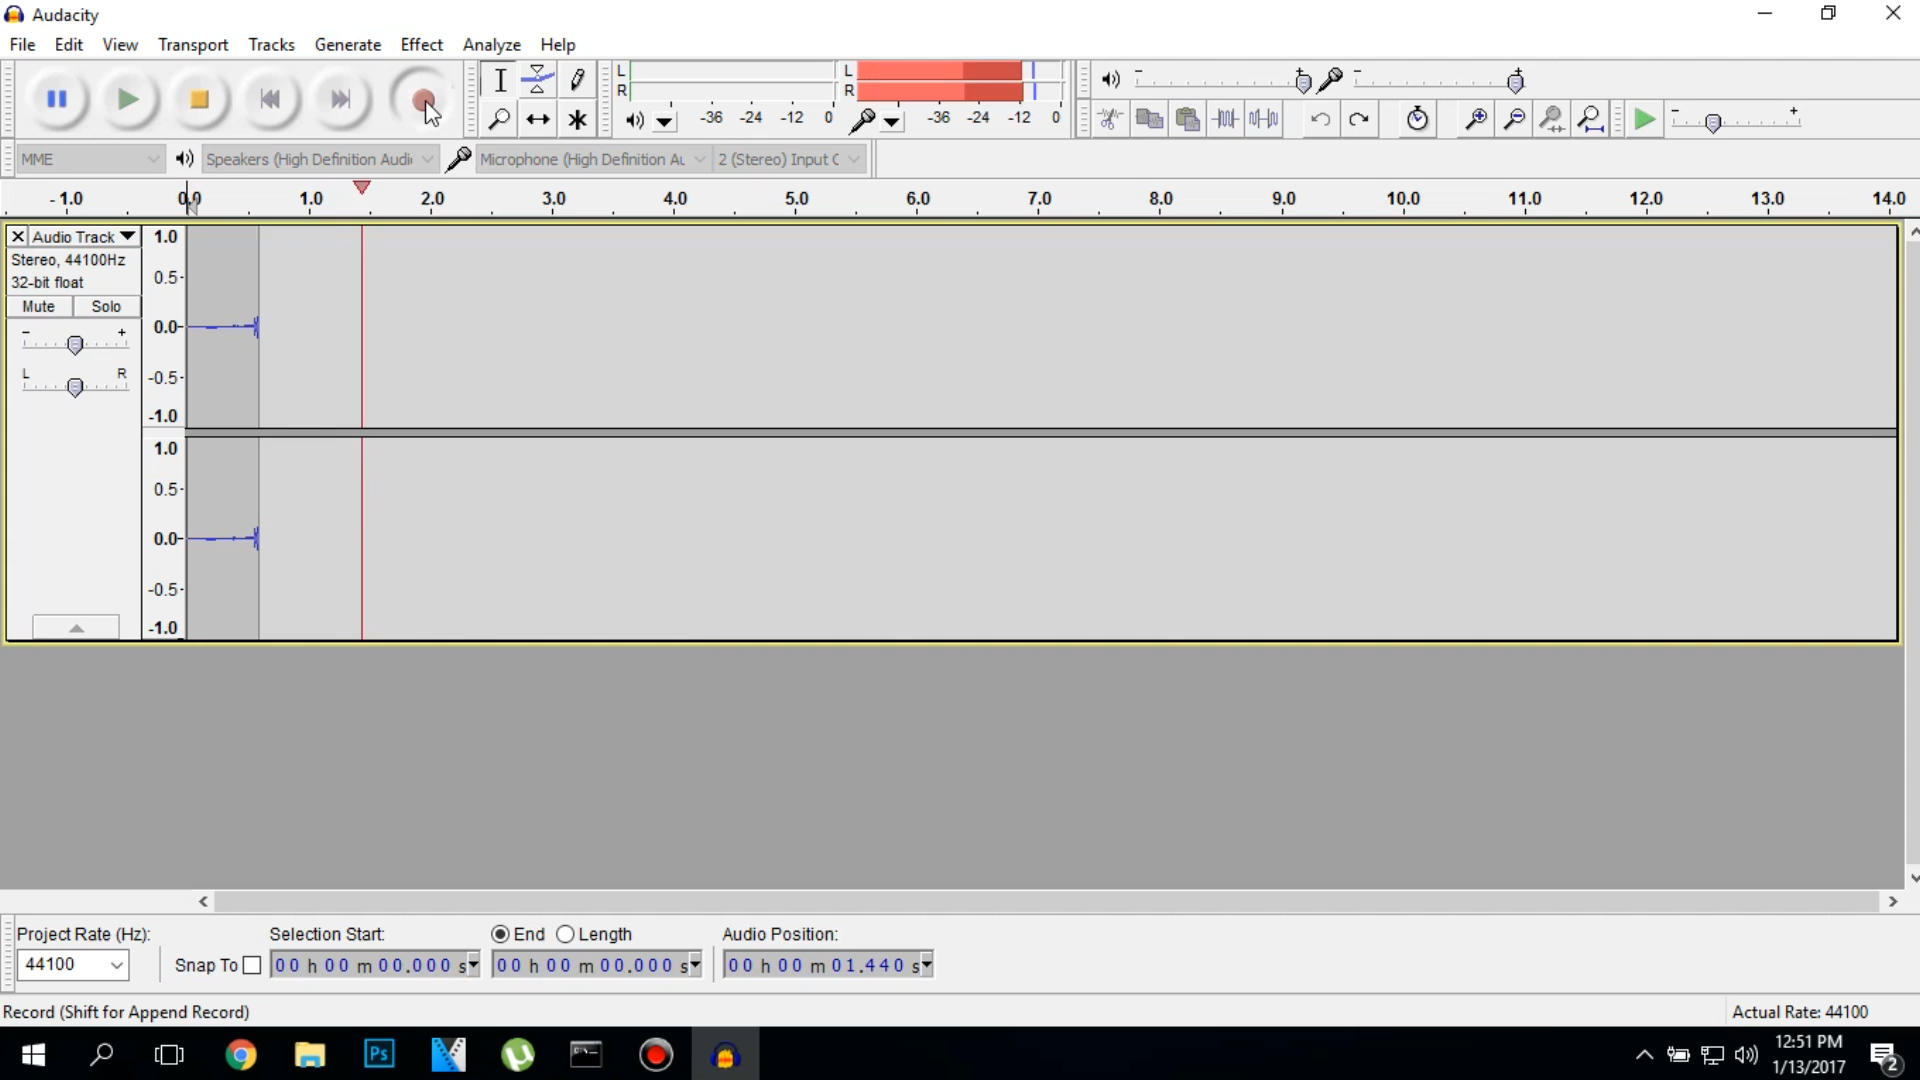 Audacity
File Edit View Transport Tracks Generate Effect Analyze Help
L
R
-36 -24 -12 0
L
R
-36 -24 -12 0
MME
Speakers (High Definition Audi
Microphone (High Definition Au
2 (Stereo) Input C
- 1.0 0.0 1.0 2.0 3.0 4.0 5.0 6.0 7.0 8.0 9.0 10.0 11.0 12.0 13.0 14.0
Audio Track
Stereo, 44100Hz
32-bit float
Mute Solo
- +
L R
1.0
0.5-
0.0-
-0.5-
-1.0
1.0
0.5-
0.0-
-0.5-
-1.0
Project Rate (Hz):
44100
Snap To
Selection Start:
00 h 00 m 00.000 s
End Length
00 h 00 m 00.000 s
Audio Position:
00 h 00 m 01.440 s
Record (Shift for Append Record)
Actual Rate: 44100
Ps
12:51 PM
1/13/2017
2